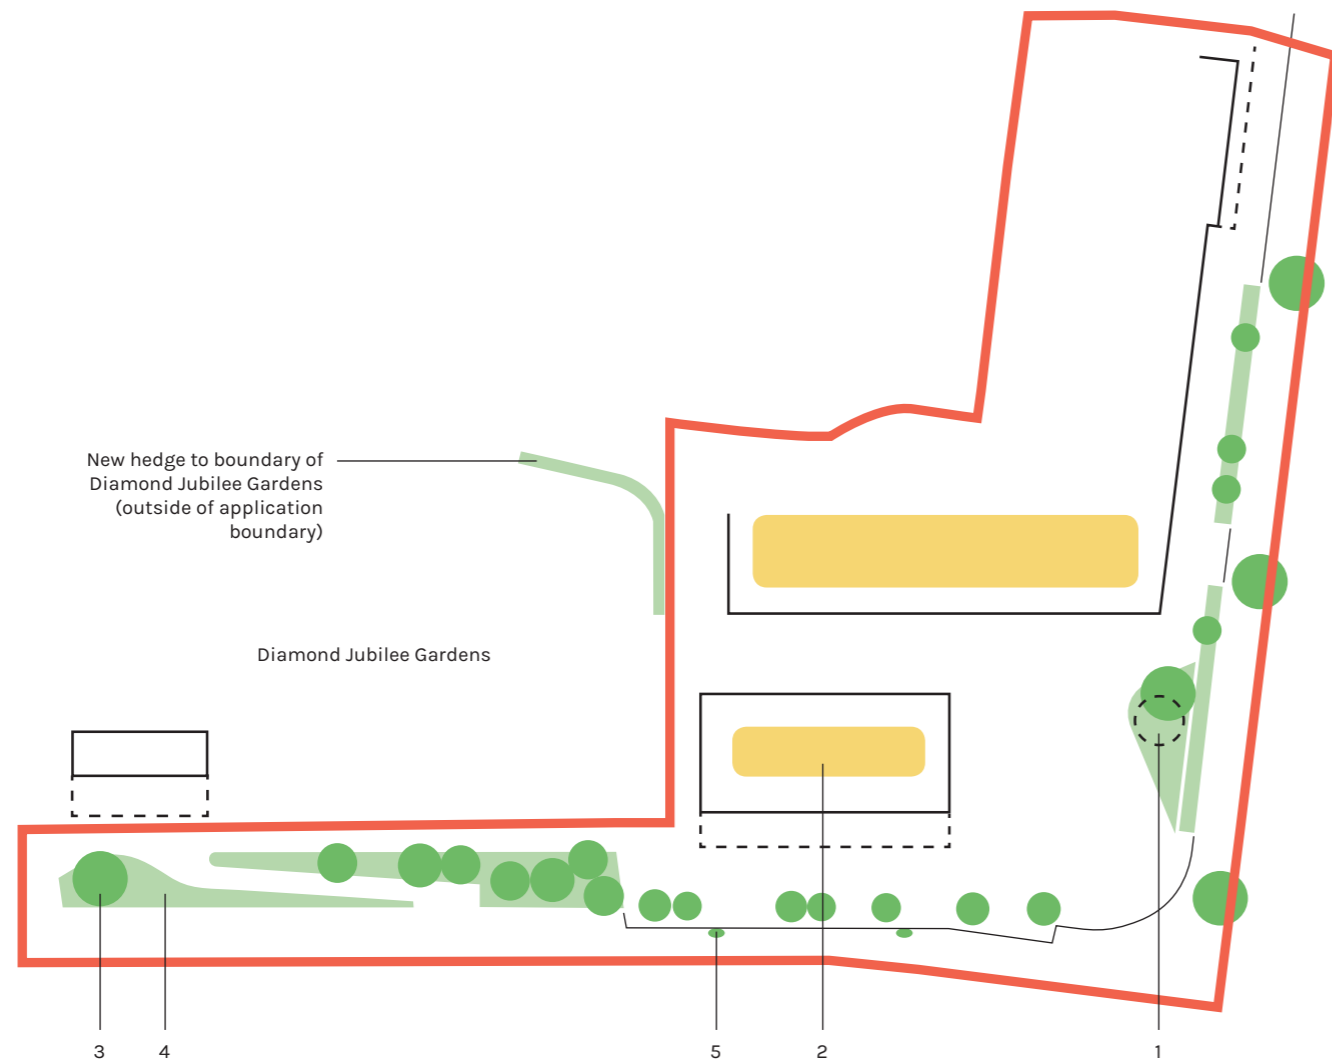 New hedge to boundary of
Diamond Jubilee Gardens
(outside of application
boundary)
Diamond Jubilee Gardens
3 4 5 2 1